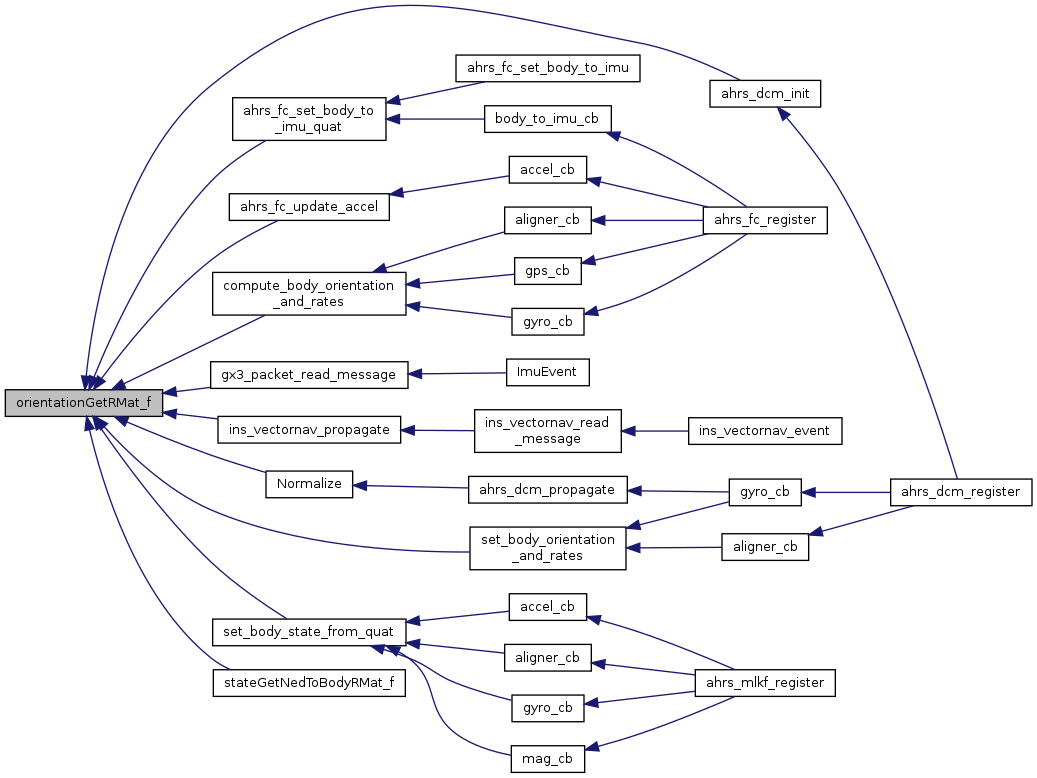 ahrs_fc_set_body_to_imu
ahrs_dcm_init
ahrs_fc_set_body_to
_imu_quat
body_to_imu_cb
accel_cb
ahrs_fc_update_accel
aligner_cb
ahrs_fc_register
gps_cb
compute_body_orientation
_and_rates
gyro_cb
gx3_packet_read_message
ImuEvent
orientationGetRMat_f
ins_vectornav_propagate
ins_vectornav_read
_message
ins_vectornav_event
Normalize
ahrs_dcm_propagate
gyro_cb
ahrs_dcm_register
set_body_orientation
_and_rates
aligner_cb
accel_cb
set_body_state_from_quat
aligner_cb
stateGetNedToBodyRMat_f
ahrs_mlkf_register
gyro_cb
mag_cb